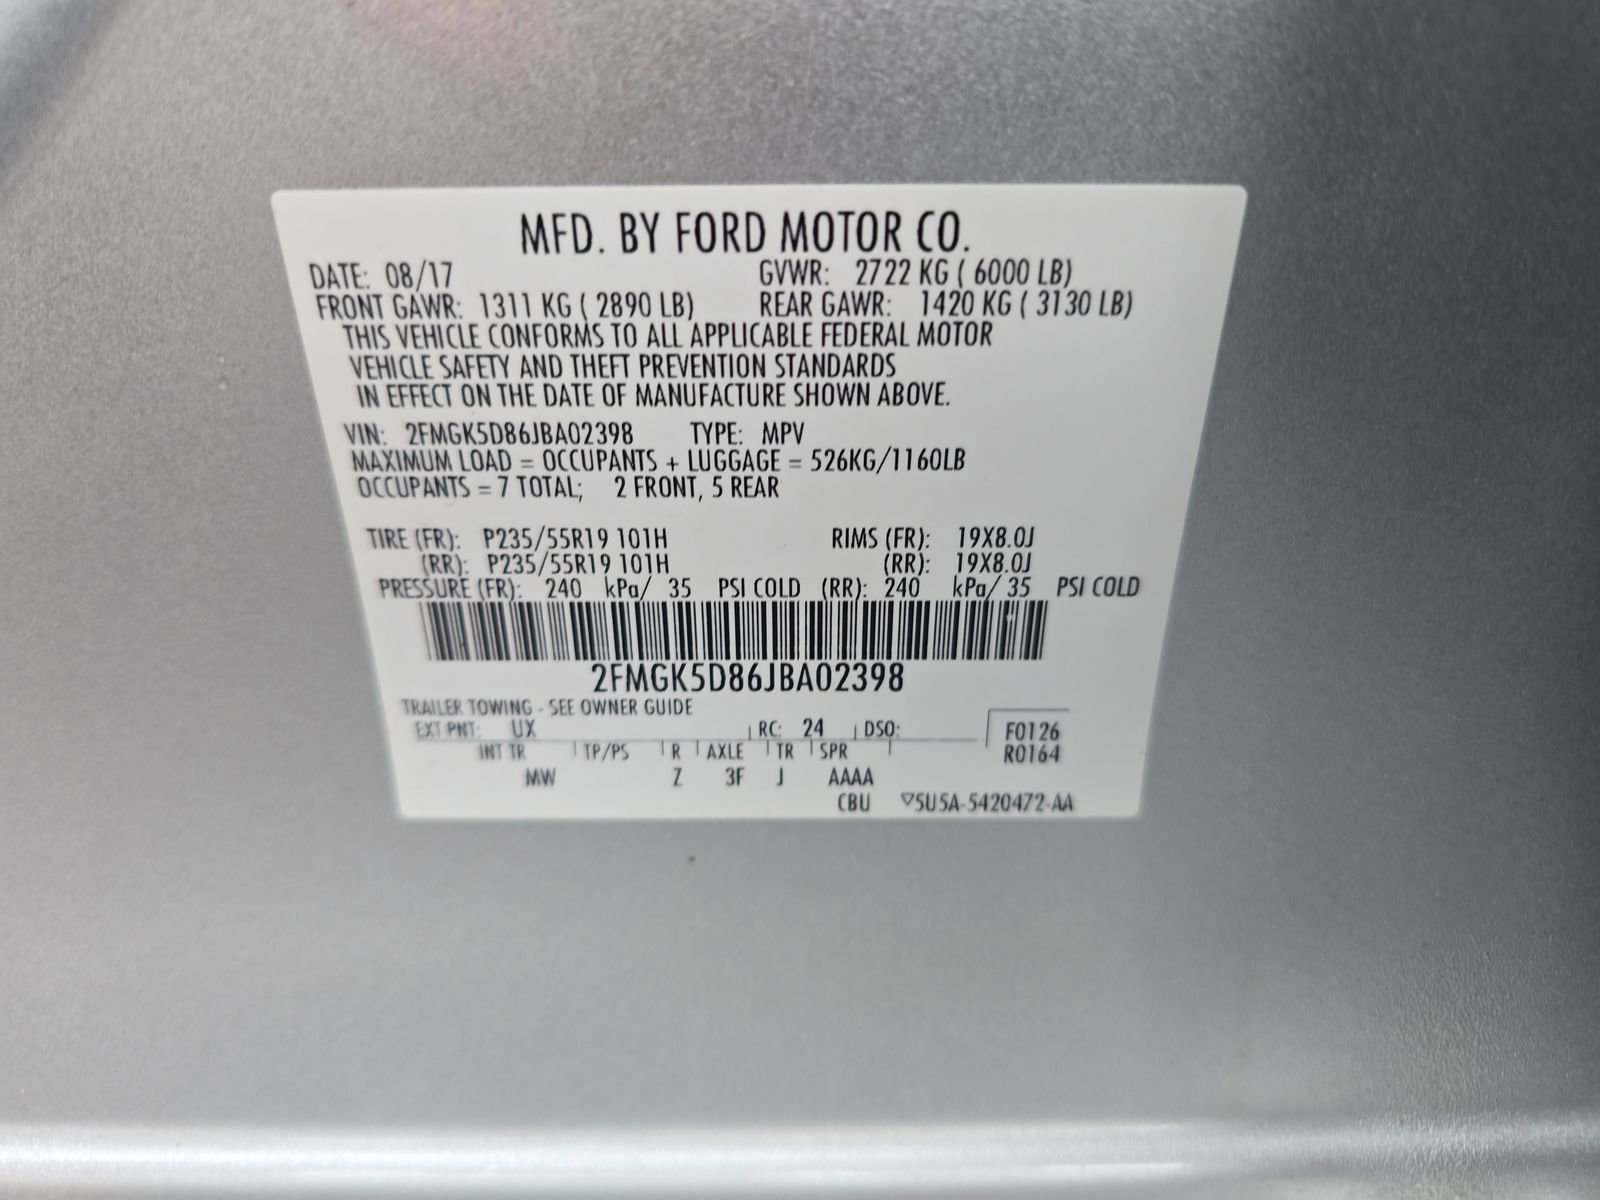 MFD. BY FORD MOTOR CO.
DATE: 08/17 GVWR: 2722 KG ( 6000 LB)
FRONT GAWR: 1311 KG ( 2890 LB) REAR GAWR: 1420 KG ( 3130 LB)
THIS VEHICLE CONFORMS TO ALL APPLICABLE FEDERAL MOTOR
VEHICLE SAFETY AND THEFT PREVENTION STANDARDS
IN EFFECT ON THE DATE OF MANUFACTURE SHOWN ABOVE.
VIN: 2FMGK5D86JBA02398 TYPE: MPV
MAXIMUM LOAD = OCCUPANTS + LUGGAGE = 526KG/1160LB
OCCUPANTS = 7 TOTAL; 2 FRONT, 5 REAR
TIRE (FR): P235/55R19 101H RIMS (FR): 19X8.0J
(RR): P235/55R19 101H (RR): 19X8.0J
PRESSURE (FR): 240 kPa/ 35 PSI COLD (RR): 240 kPa/ 35 PSI COLD
2FMGK5D86JBA02398
TRAILER TOWING - SEE OWNER GUIDE
EXT PNT: UX RC: 24 DSO: F0126
INT TR TP/PS R AXLE TR SPR R0164
MW Z 3F J AAAA
CBU ▽5U5A-5420472-AA